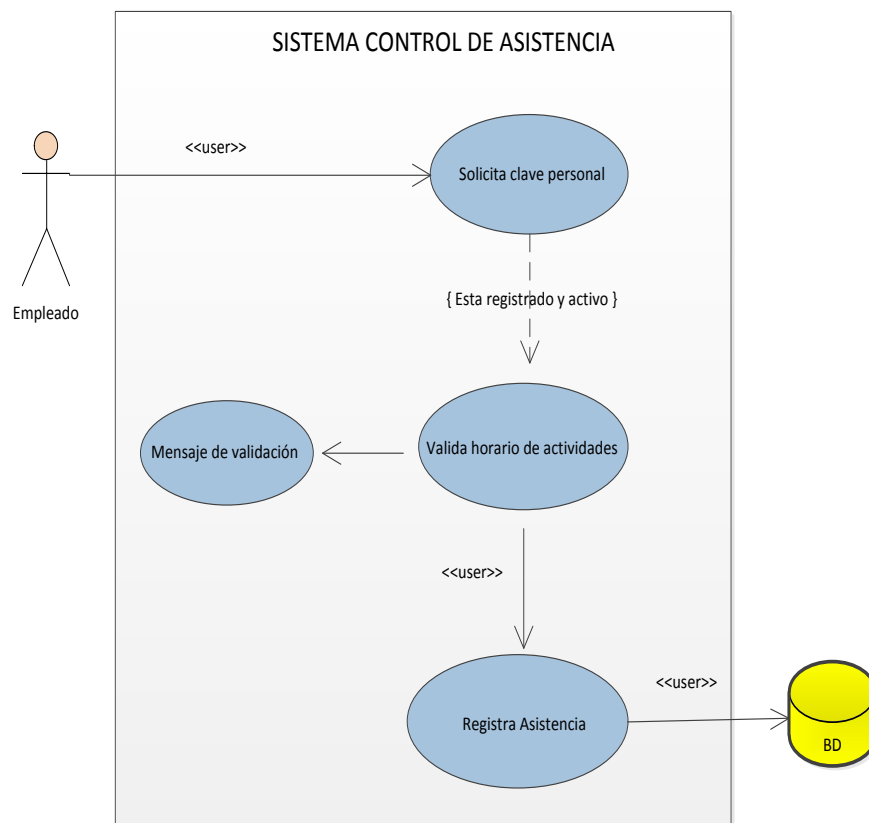 SISTEMA CONTROL DE ASISTENCIA
<<user>>
Solicita clave personal
Empleado
{ Esta registrado y activo }
Mensaje de validación
Valida horario de actividades
<<user>>
<<user>>
Registra Asistencia
BD